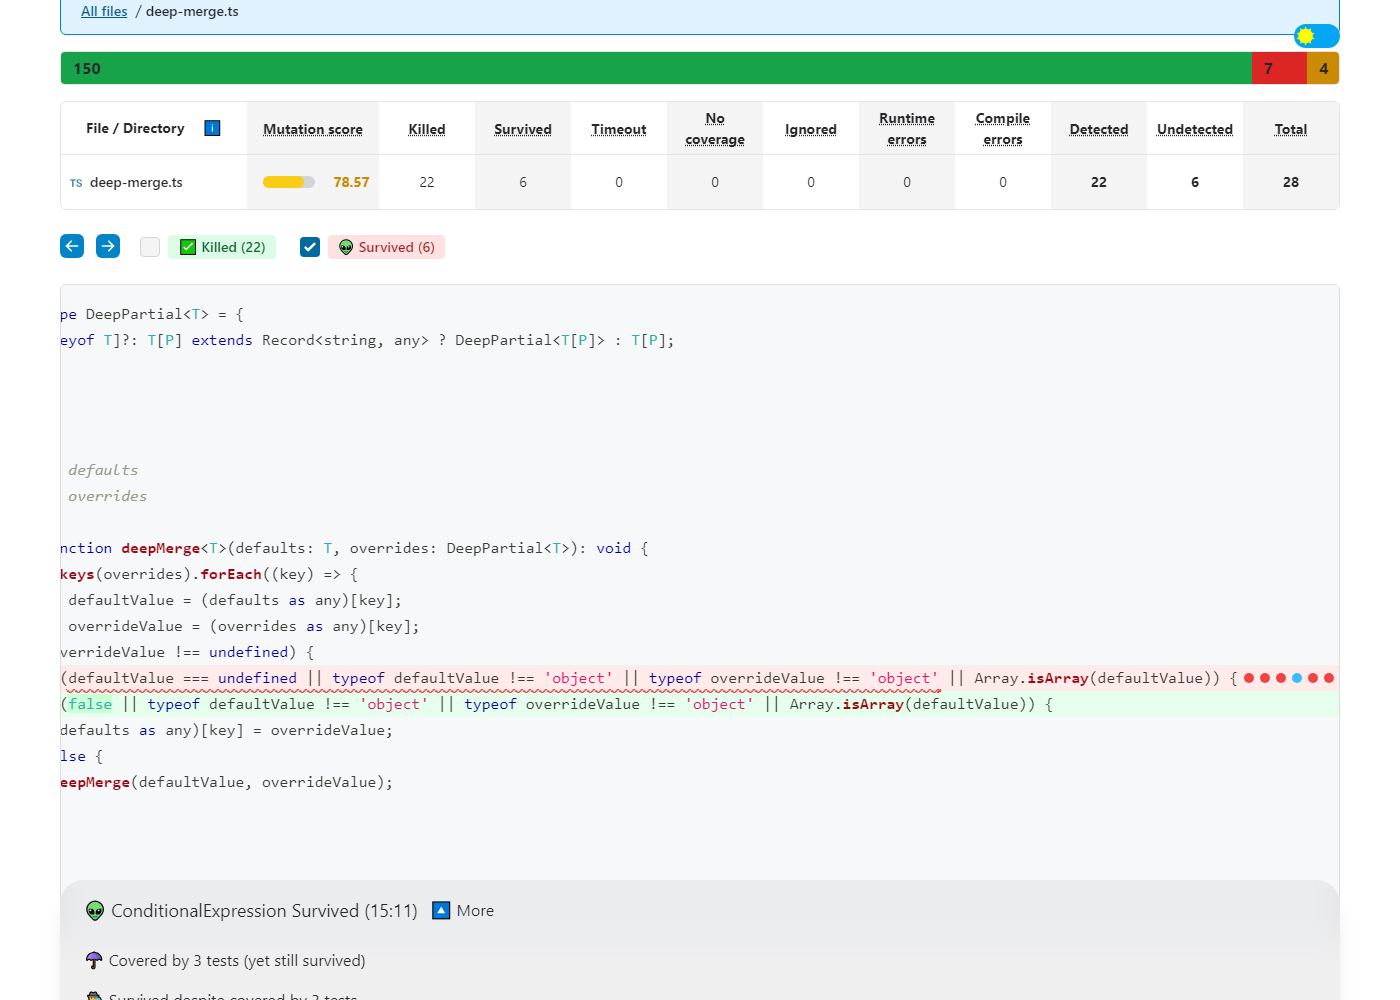 All files / deep-merge.ts
150 7 4
File / Directory i Mutation score Killed Survived Timeout No coverage Ignored Runtime errors Compile errors Detected Undetected Total
TS deep-merge.ts 78.57 22 6 0 0 0 0 0 22 6 28
Killed (22) Survived (6)
pe DeepPartial<T> = {
eyof T]?: T[P] extends Record<string, any> ? DeepPartial<T[P]> : T[P];
defaults
overrides
nction deepMerge<T>(defaults: T, overrides: DeepPartial<T>): void {
keys(overrides).forEach((key) => {
defaultValue = (defaults as any)[key];
overrideValue = (overrides as any)[key];
verrideValue !== undefined) {
(defaultValue === undefined || typeof defaultValue !== 'object' || typeof overrideValue !== 'object' || Array.isArray(defaultValue)) {
(false || typeof defaultValue !== 'object' || typeof overrideValue !== 'object' || Array.isArray(defaultValue)) {
defaults as any)[key] = overrideValue;
lse {
eepMerge(defaultValue, overrideValue);
ConditionalExpression Survived (15:11) More
Covered by 3 tests (yet still survived)
Survived despite covered by 3 tests